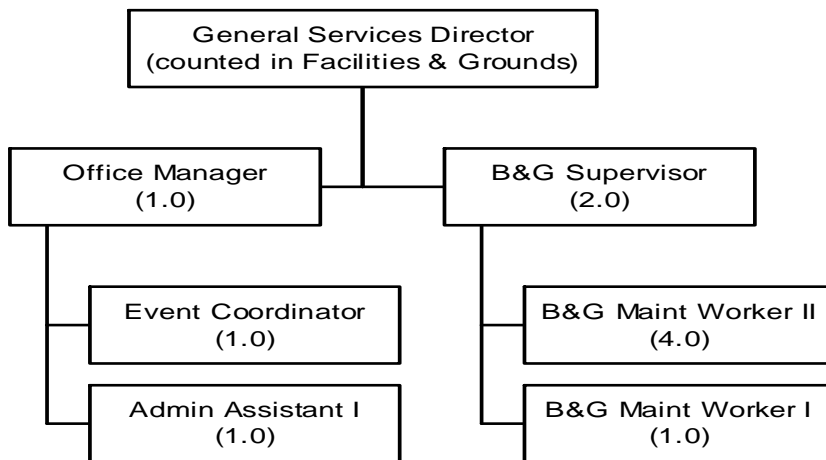 General Services Director
(counted in Facilities & Grounds)
Office Manager
(1.0)
B&G Supervisor
(2.0)
Event Coordinator
(1.0)
Admin Assistant I
(1.0)
B&G Maint Worker II
(4.0)
B&G Maint Worker I
(1.0)